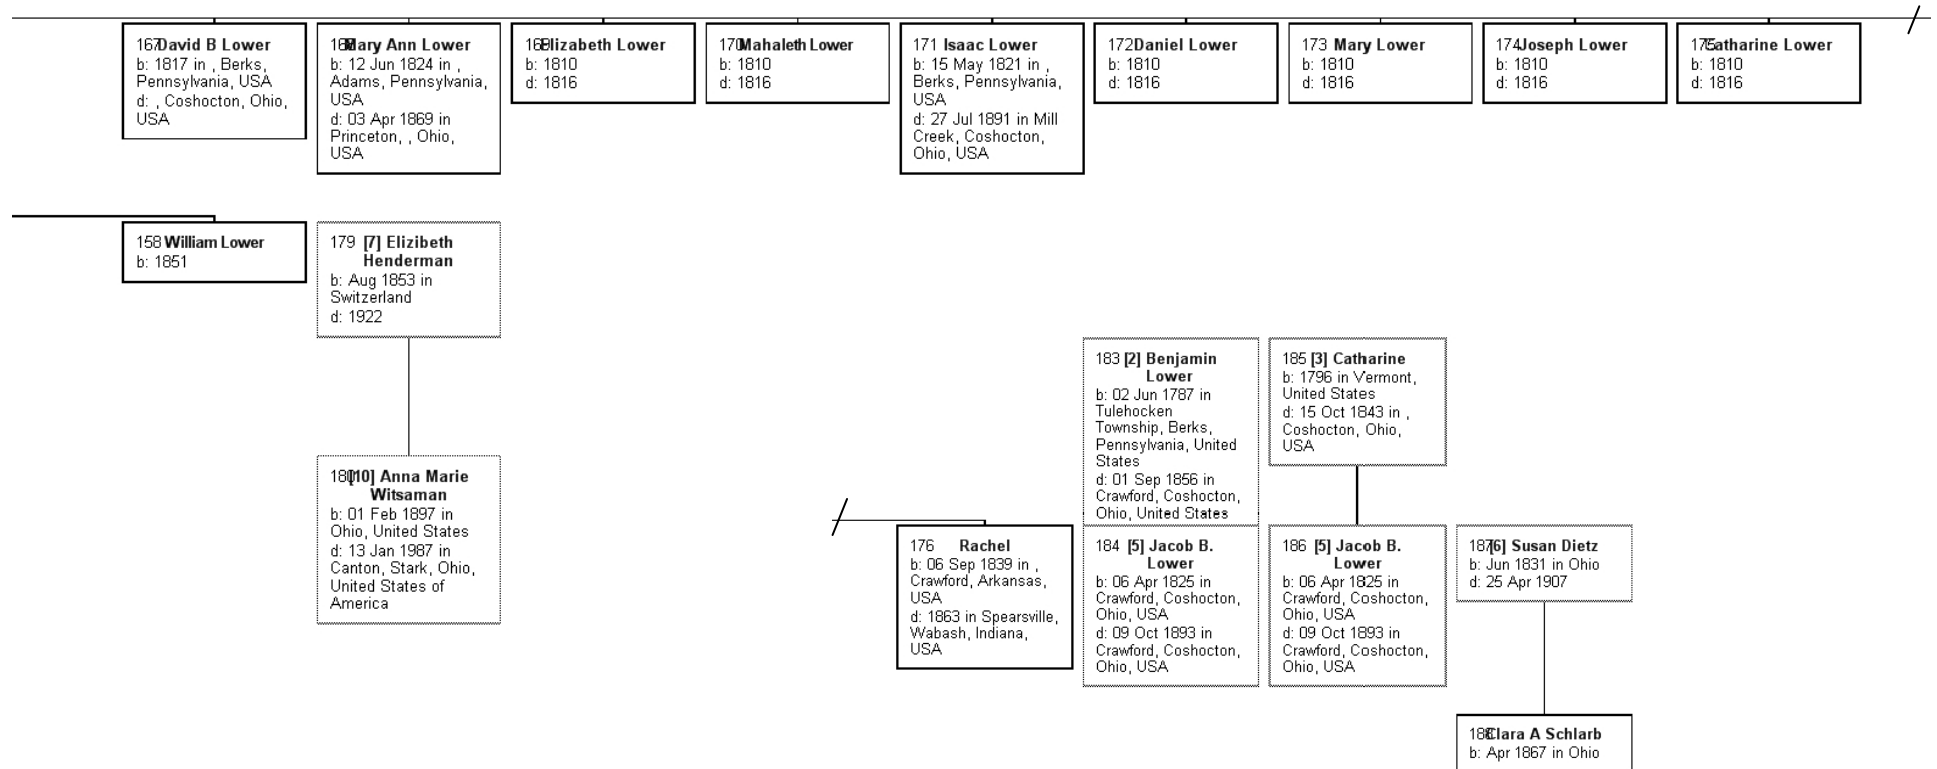 167 David B Lower
b: 1817 in , Berks,
Pennsylvania, USA
d: , Coshocton, Ohio,
USA
168 Mary Ann Lower
b: 12 Jun 1824 in ,
Adams, Pennsylvania,
USA
d: 03 Apr 1869 in
Princeton, , Ohio,
USA
169 Elizabeth Lower
b: 1810
d: 1816
170 Mahaleth Lower
b: 1810
d: 1816
171 Isaac Lower
b: 15 May 1821 in ,
Berks, Pennsylvania,
USA
d: 27 Jul 1891 in Mill
Creek, Coshocton,
Ohio, USA
172 Daniel Lower
b: 1810
d: 1816
173 Mary Lower
b: 1810
d: 1816
174 Joseph Lower
b: 1810
d: 1816
175 Catharine Lower
b: 1810
d: 1816
158 William Lower
b: 1851
179 [7] Elizibeth
Henderman
b: Aug 1853 in
Switzerland
d: 1922
180 [10] Anna Marie
Witsaman
b: 01 Feb 1897 in
Ohio, United States
d: 13 Jan 1987 in
Canton, Stark, Ohio,
United States of
America
183 [2] Benjamin
Lower
b: 02 Jun 1787 in
Tulehocken
Township, Berks,
Pennsylvania, United
States
d: 01 Sep 1856 in
Crawford, Coshocton,
Ohio, United States
185 [3] Catharine
b: 1796 in Vermont,
United States
d: 15 Oct 1843 in ,
Coshocton, Ohio,
USA
176 Rachel
b: 06 Sep 1839 in ,
Crawford, Arkansas,
USA
d: 1863 in Spearsville,
Wabash, Indiana,
USA
184 [5] Jacob B.
Lower
b: 06 Apr 1825 in
Crawford, Coshocton,
Ohio, USA
d: 09 Oct 1893 in
Crawford, Coshocton,
Ohio, USA
186 [5] Jacob B.
Lower
b: 06 Apr 1825 in
Crawford, Coshocton,
Ohio, USA
d: 09 Oct 1893 in
Crawford, Coshocton,
Ohio, USA
187 [6] Susan Dietz
b: Jun 1831 in Ohio
d: 25 Apr 1907
188 Clara A Schlarb
b: Apr 1867 in Ohio